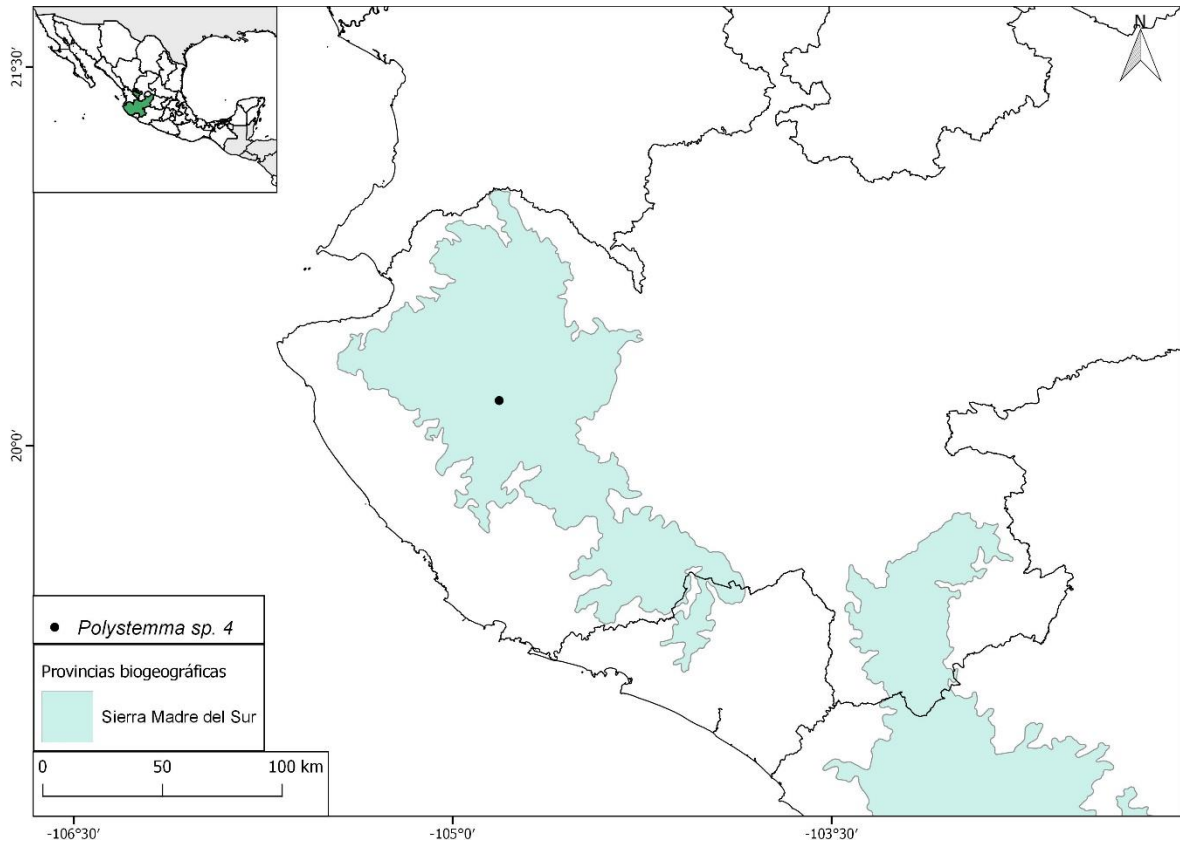 N
21°30′
20°0′
Polystemma sp. 4
Provincias biogeográficas
Sierra Madre del Sur
0 50 100 km
-106°30′ -105°0′ -103°30′